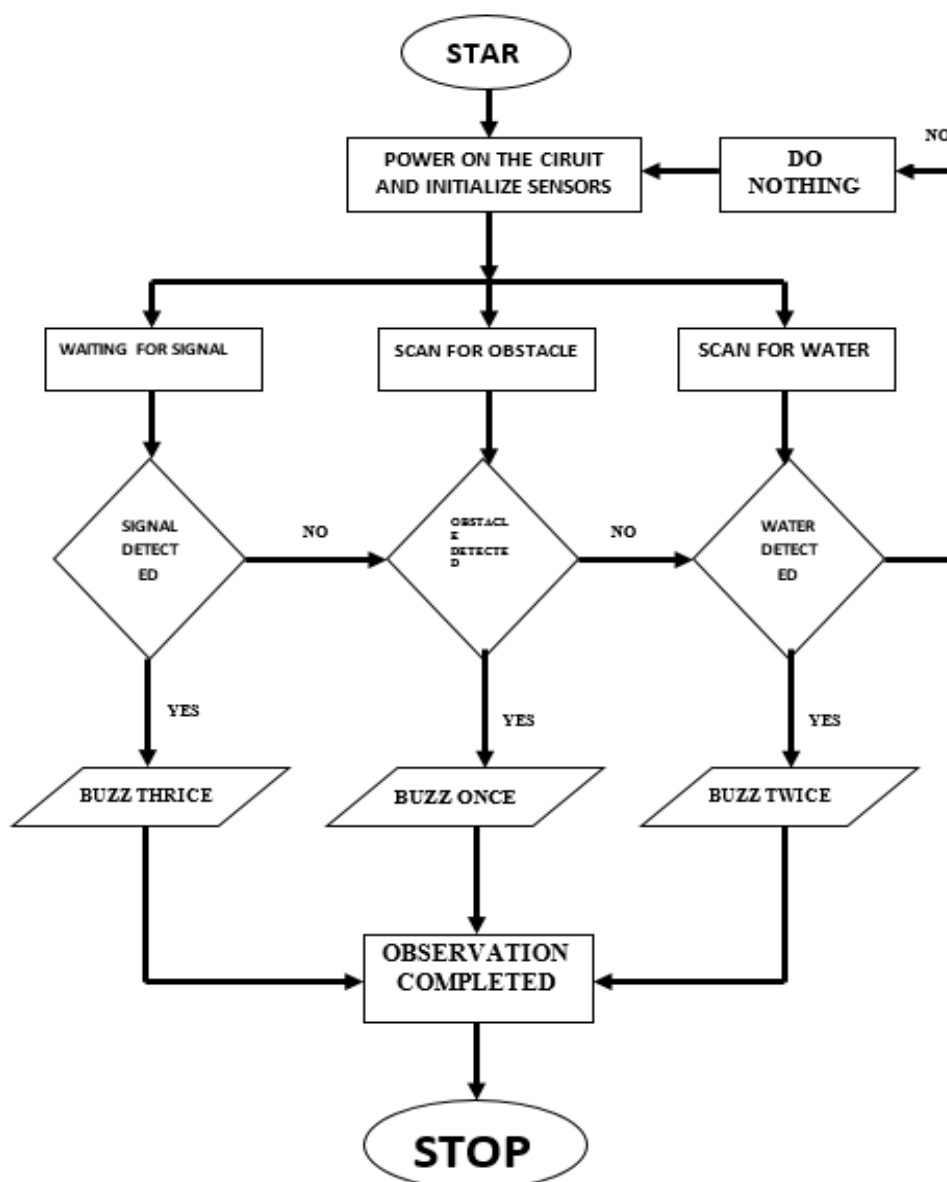 STAR
POWER ON THE CIRUIT
AND INITIALIZE SENSORS
DO
NOTHING
NO
WAITING FOR SIGNAL
SCAN FOR OBSTACLE
SCAN FOR WATER
SIGNAL
DETECT
ED
NO
OBSTACL
E
DETECTE
D
NO
WATER
DETECT
ED
YES
YES
YES
BUZZ THRICE
BUZZ ONCE
BUZZ TWICE
OBSERVATION
COMPLETED
STOP